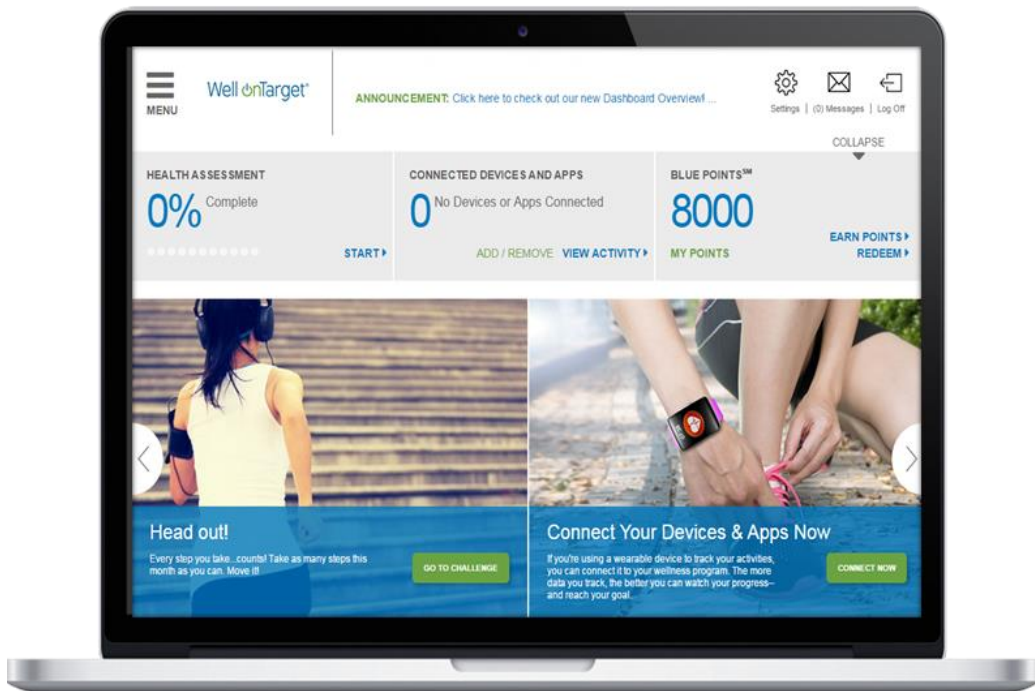 MENU
Well onTarget®
ANNOUNCEMENT: Click here to check out our new Dashboard Overview! ...
Settings | (0) Messages | Log Off
COLLAPSE
HEALTH ASSESSMENT
0% Complete
START
CONNECTED DEVICES AND APPS
0 No Devices or Apps Connected
ADD / REMOVE VIEW ACTIVITY
BLUE POINTS℠
8000
MY POINTS
EARN POINTS
REDEEM
Head out!
Every step you take...counts! Take as many steps this
month as you can. Move it!
GO TO CHALLENGE
Connect Your Devices & Apps Now
If you're using a wearable device to track your activities,
you can connect it to your wellness program. The more
data you track, the better you can watch your progress–
and reach your goal.
CONNECT NOW